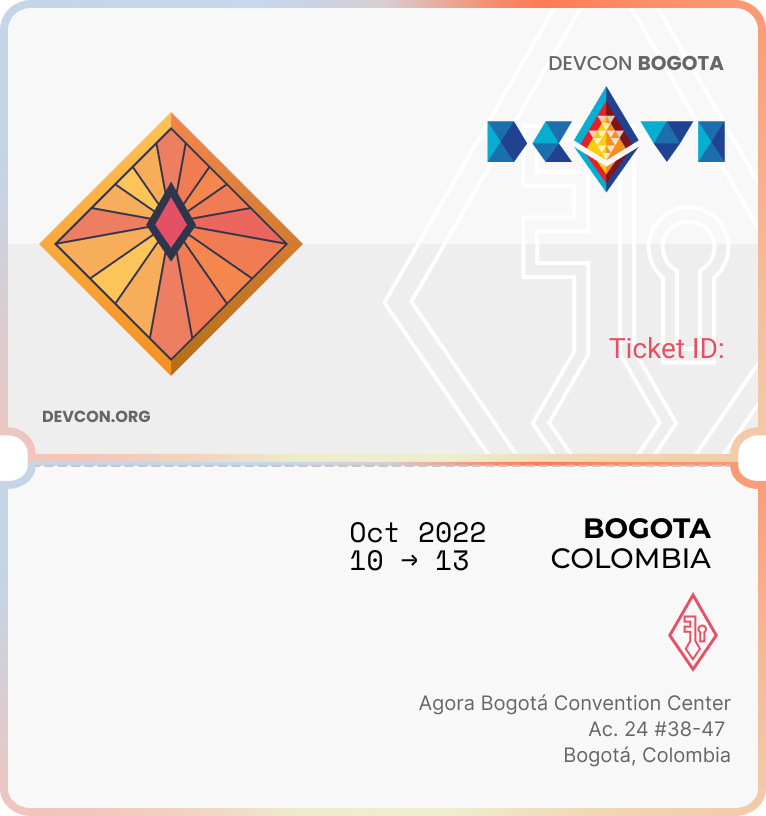 DEVCON BOGOTA
Ticket ID:
DEVCON.ORG
Oct 2022
10 → 13
BOGOTA
COLOMBIA
Agora Bogotá Convention Center
Ac. 24 #38-47
Bogotá, Colombia